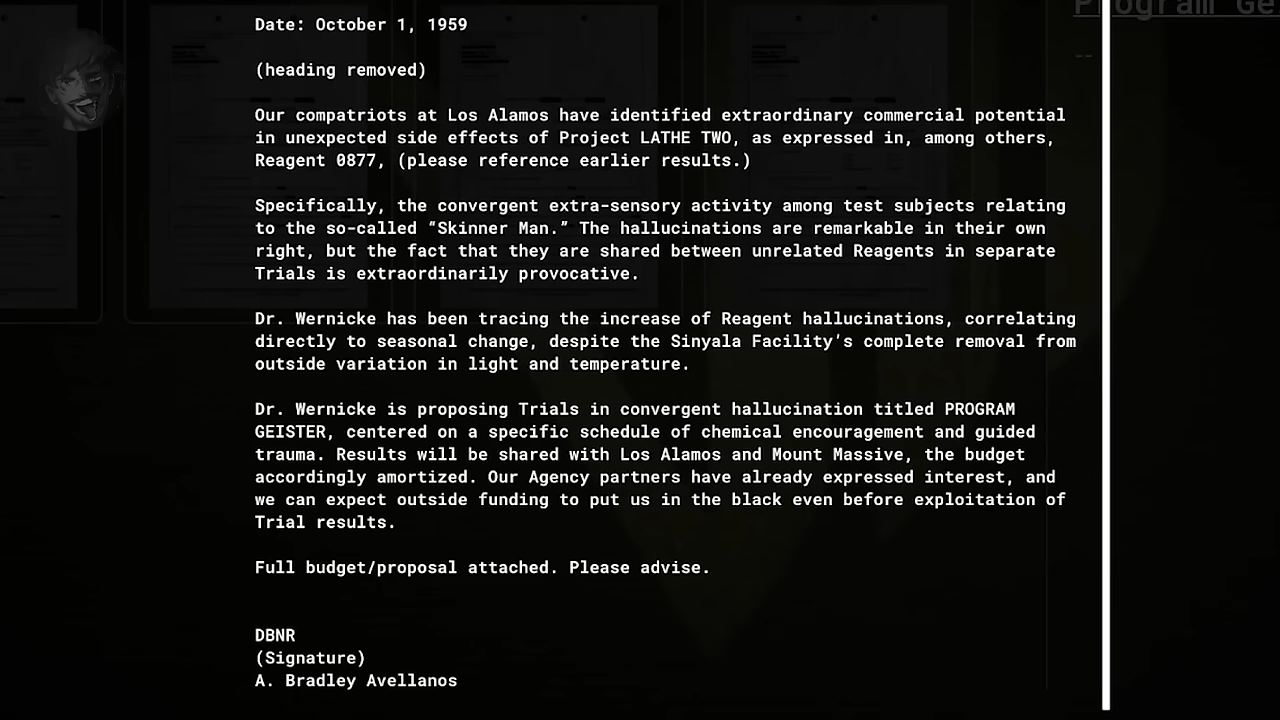 Program Ge
Date: October 1, 1959
(heading removed)
Our compatriots at Los Alamos have identified extraordinary commercial potential
in unexpected side effects of Project LATHE TWO, as expressed in, among others,
Reagent 0877, (please reference earlier results.)
Specifically, the convergent extra-sensory activity among test subjects relating
to the so-called “Skinner Man.” The hallucinations are remarkable in their own
right, but the fact that they are shared between unrelated Reagents in separate
Trials is extraordinarily provocative.
Dr. Wernicke has been tracing the increase of Reagent hallucinations, correlating
directly to seasonal change, despite the Sinyala Facility’s complete removal from
outside variation in light and temperature.
Dr. Wernicke is proposing Trials in convergent hallucination titled PROGRAM
GEISTER, centered on a specific schedule of chemical encouragement and guided
trauma. Results will be shared with Los Alamos and Mount Massive, the budget
accordingly amortized. Our Agency partners have already expressed interest, and
we can expect outside funding to put us in the black even before exploitation of
Trial results.
Full budget/proposal attached. Please advise.
DBNR
(Signature)
A. Bradley Avellanos